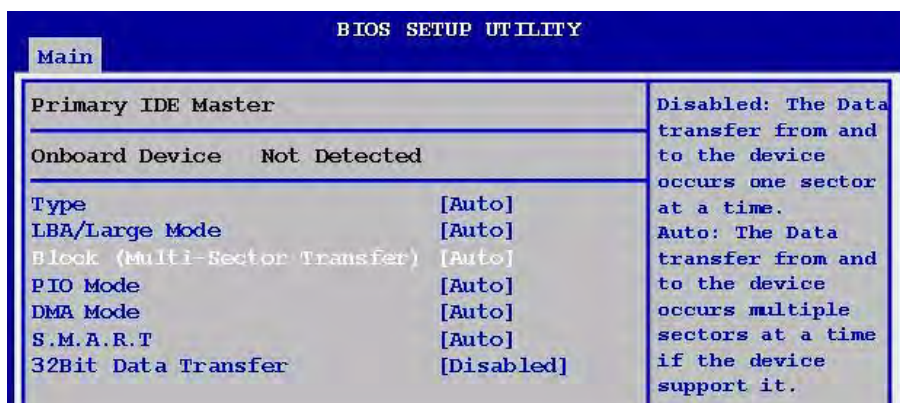 BIOS SETUP UTILITY
Main
Primary IDE Master
Onboard Device Not Detected
Type [Auto]
LBA/Large Mode [Auto]
Block (Multi-Sector Transfer) [Auto]
PIO Mode [Auto]
DMA Mode [Auto]
S.M.A.R.T [Auto]
32Bit Data Transfer [Disabled]
Disabled: The Data
transfer from and
to the device
occurs one sector
at a time.
Auto: The Data
transfer from and
to the device
occurs multiple
sectors at a time
if the device
support it.